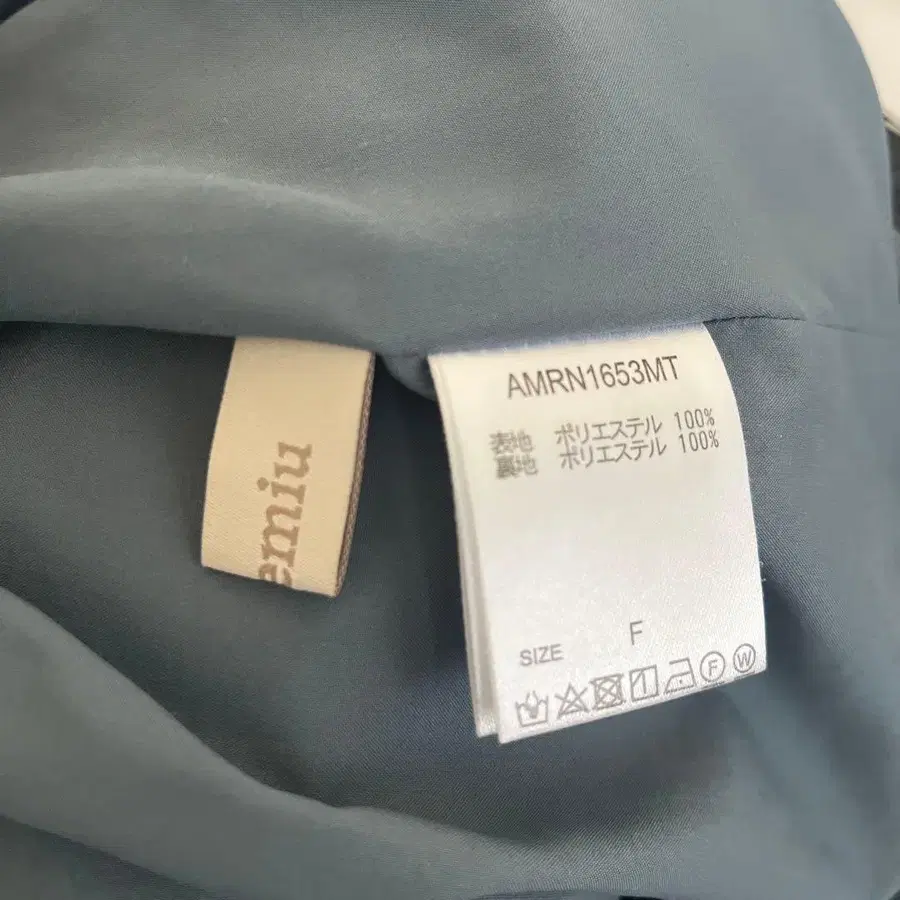 emiu
AMRN1653MT
表地 ポリエステル 100%
裏地 ポリエステル 100%
SIZE F
F W